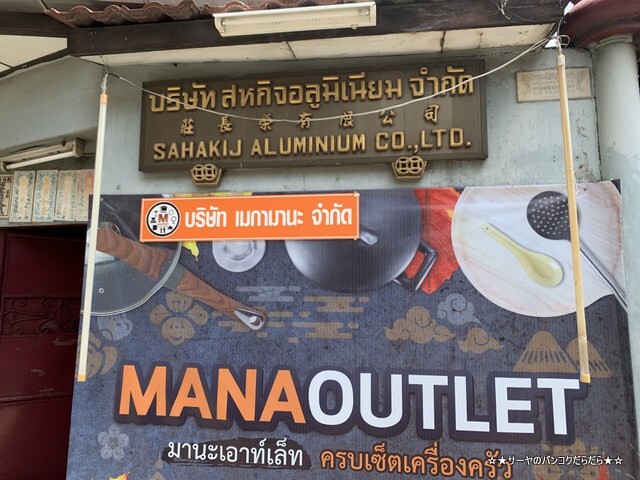 บริษัท สหกิจอลูมิเนียม จำกัด
莊長榮有限公司
SAHAKIJ ALUMINIUM CO.,LTD.
M
บริษัท เมกามานะ จำกัด
MANA OUTLET
มานะเอาท์เล็ท ครบเซ็ตเครื่องครัว
★☆サーヤのバンコクだらだら★☆